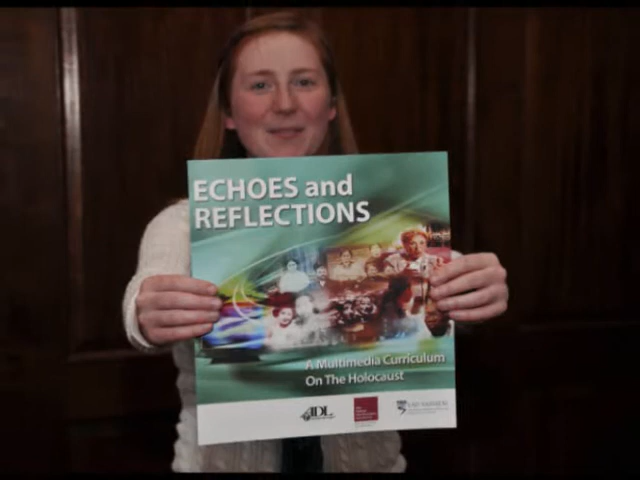 ECHOES and
REFLECTIONS
A Multimedia Curriculum
On The Holocaust
ADL